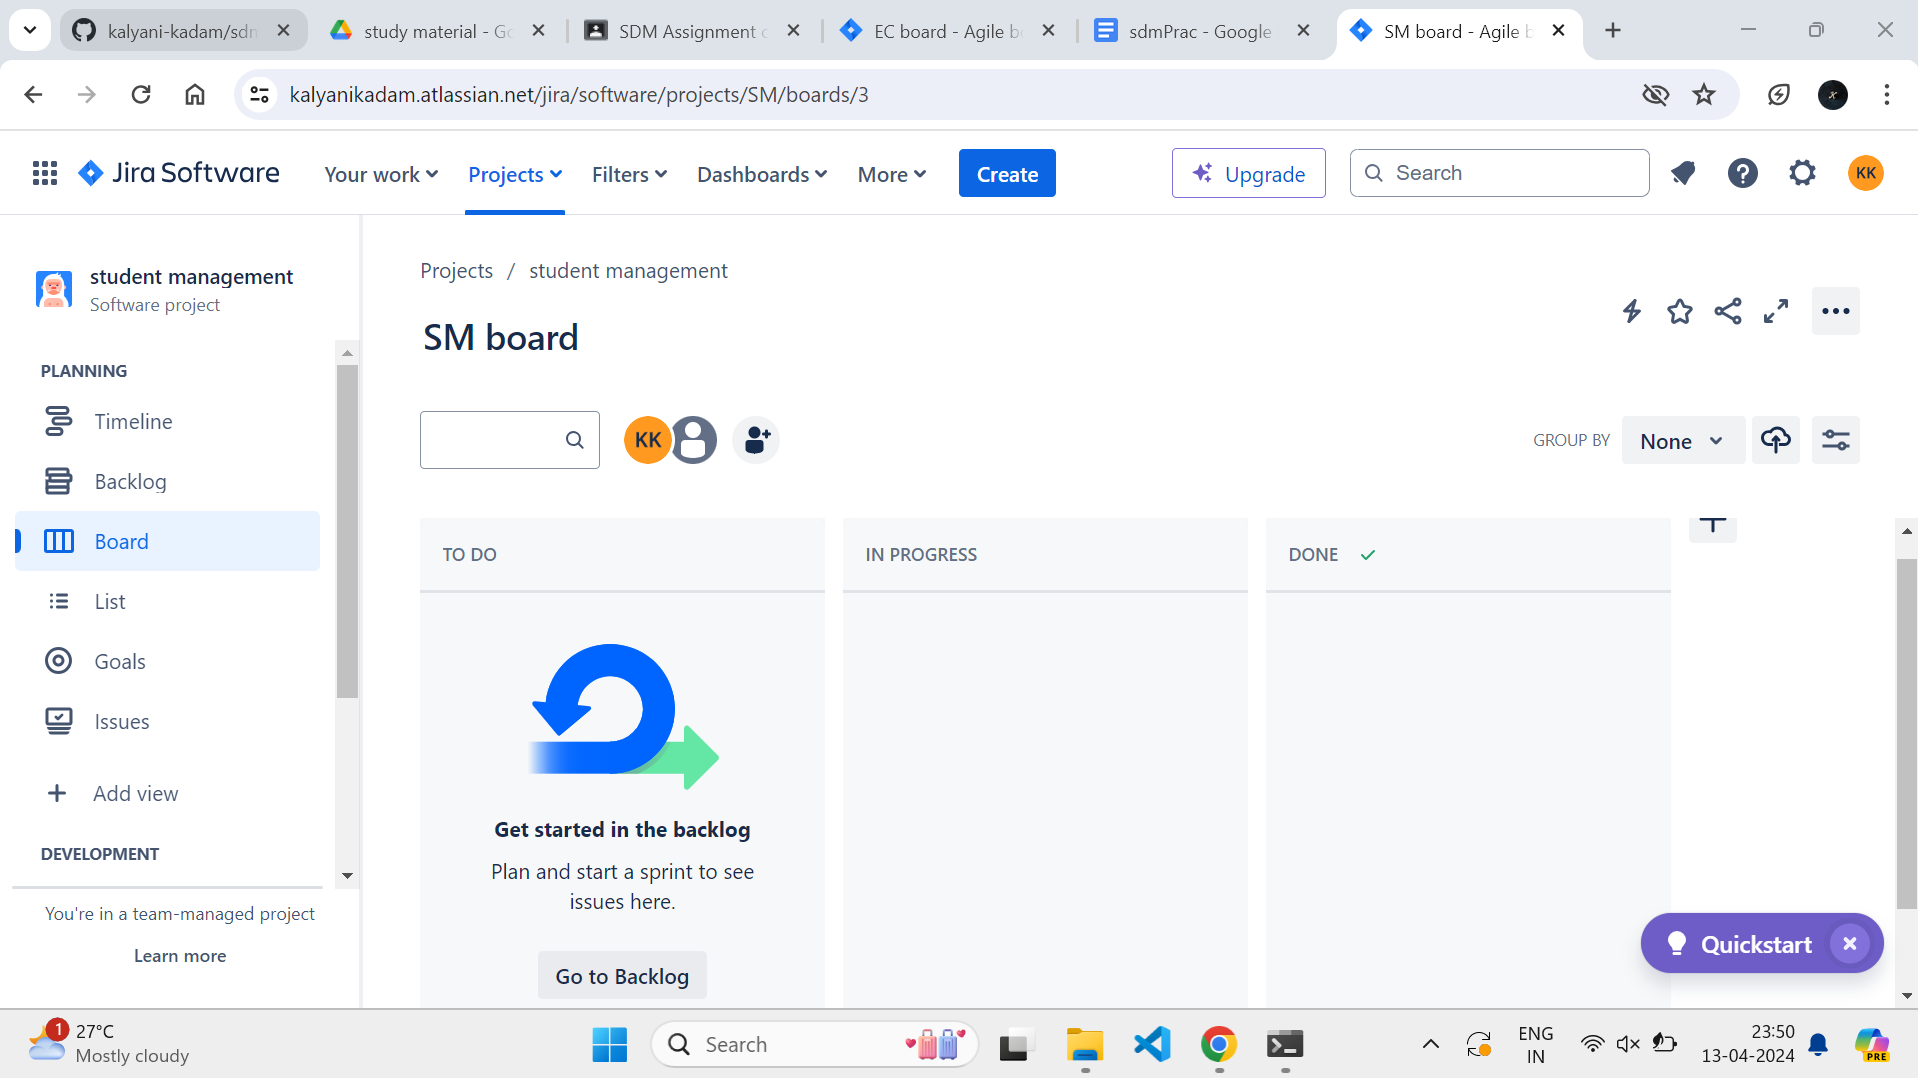 kalyani-kadam/sdm
study material - Go
SDM Assignment
EC board - Agile bo
sdmPrac - Google
SM board - Agile b
kalyanikadam.atlassian.net/jira/software/projects/SM/boards/3
Jira Software
Your work
Projects
Filters
Dashboards
More
Create
Upgrade
Search
KK
student management
Software project
PLANNING
Timeline
Backlog
Board
List
Goals
Issues
Add view
DEVELOPMENT
You're in a team-managed project
Learn more
Projects / student management
SM board
KK
GROUP BY
None
TO DO
IN PROGRESS
DONE
Get started in the backlog
Plan and start a sprint to see
issues here.
Go to Backlog
Quickstart
1
27°C
Mostly cloudy
Search
ENG
IN
23:50
13-04-2024
PRE